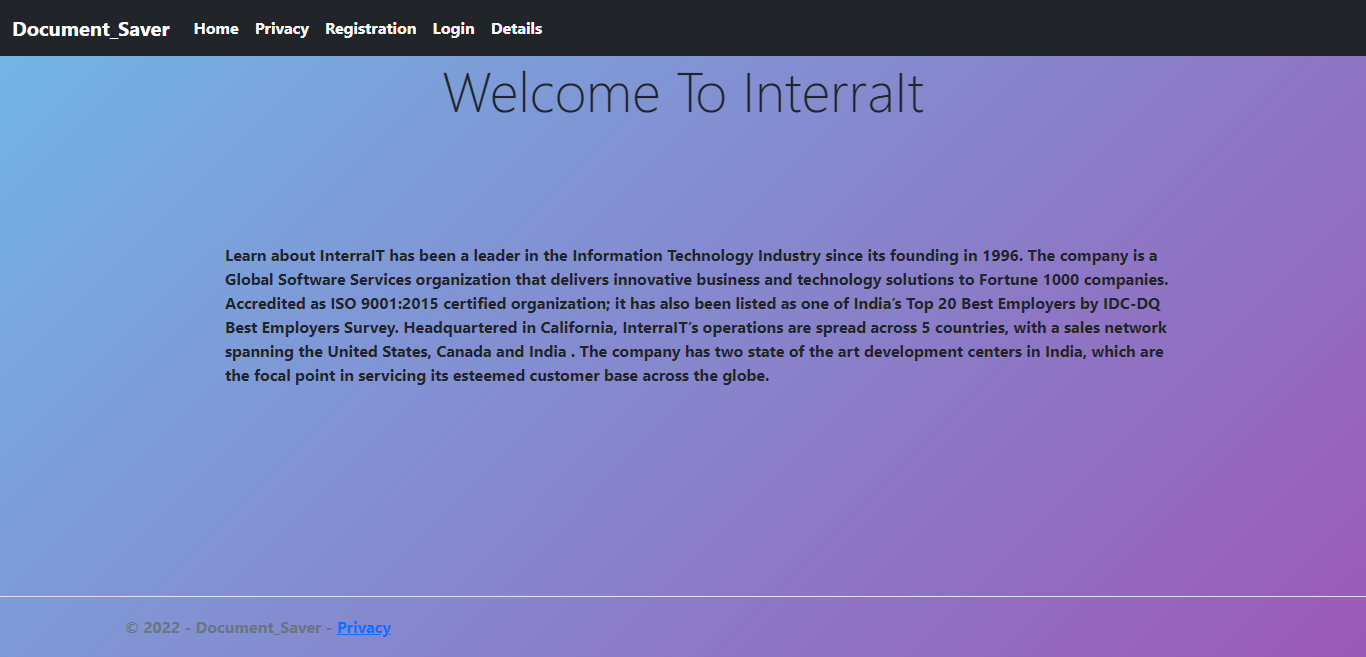 Document_Saver Home Privacy Registration Login Details
Welcome To InterraIt
Learn about InterraIT has been a leader in the Information Technology Industry since its founding in 1996. The company is a
Global Software Services organization that delivers innovative business and technology solutions to Fortune 1000 companies.
Accredited as ISO 9001:2015 certified organization; it has also been listed as one of India’s Top 20 Best Employers by IDC-DQ
Best Employers Survey. Headquartered in California, InterraIT’s operations are spread across 5 countries, with a sales network
spanning the United States, Canada and India . The company has two state of the art development centers in India, which are
the focal point in servicing its esteemed customer base across the globe.
© 2022 - Document_Saver - Privacy